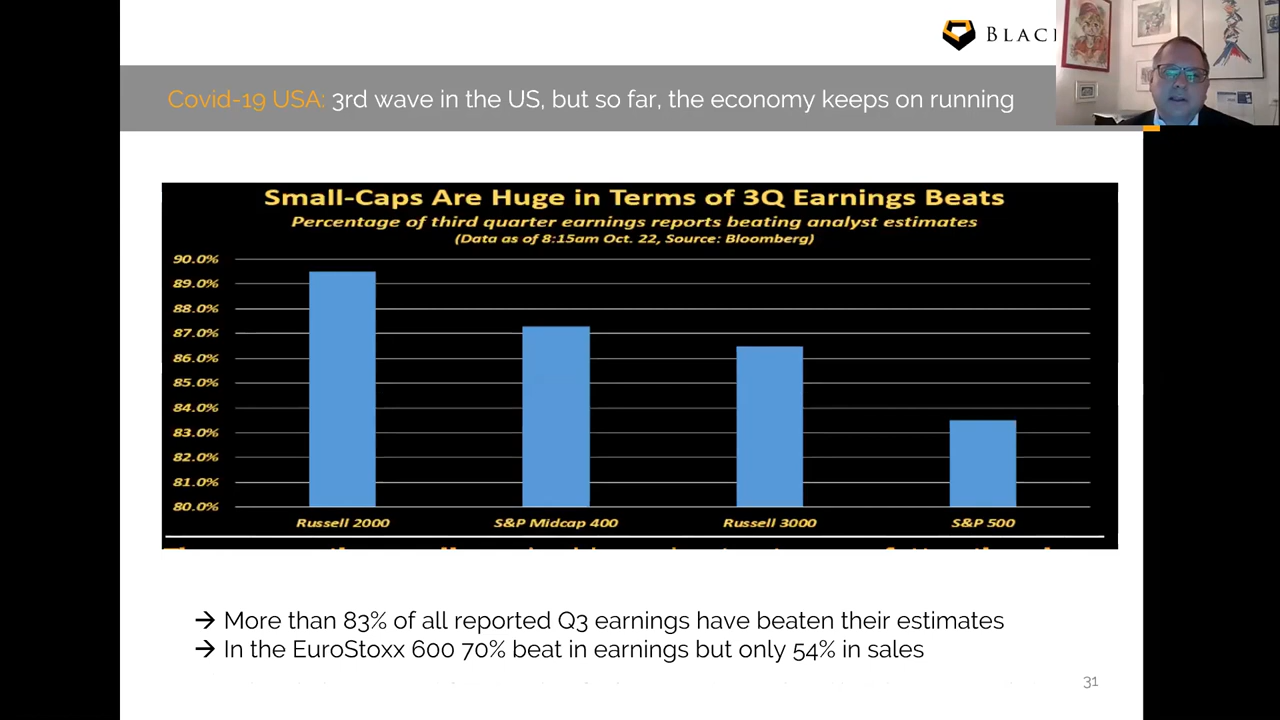 BLAC
Covid-19 USA: 3rd wave in the US, but so far, the economy keeps on running
Small-Caps Are Huge in Terms of 3Q Earnings Beats
Percentage of third quarter earnings reports beating analyst estimates
(Data as of 8:15am Oct. 22, Source: Bloomberg)
90.0%
89.0%
88.0%
87.0%
86.0%
85.0%
84.0%
83.0%
82.0%
81.0%
80.0%
Russell 2000 S&P Midcap 400 Russell 3000 S&P 500
→ More than 83% of all reported Q3 earnings have beaten their estimates
→ In the EuroStoxx 600 70% beat in earnings but only 54% in sales
31